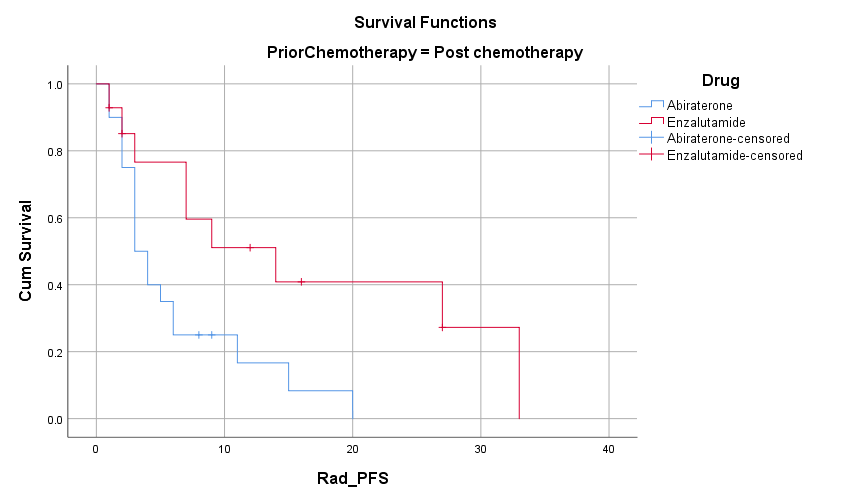 Survival Functions
PriorChemotherapy = Post chemotherapy
Drug
Abiraterone
Enzalutamide
Abiraterone-censored
Enzalutamide-censored
Cum Survival
1.0
0.8
0.6
0.4
0.2
0.0
0 10 20 30 40
Rad_PFS